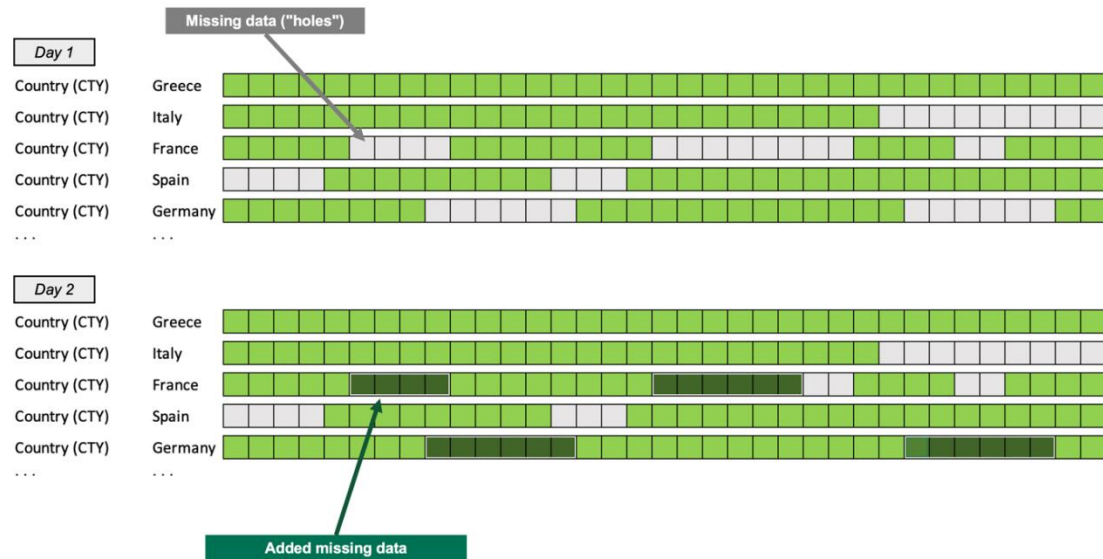 Missing data ("holes")
Day 1
Country (CTY) Greece
Country (CTY) Italy
Country (CTY) France
Country (CTY) Spain
Country (CTY) Germany
. . . . . .
Day 2
Country (CTY) Greece
Country (CTY) Italy
Country (CTY) France
Country (CTY) Spain
Country (CTY) Germany
. . . . . .
Added missing data